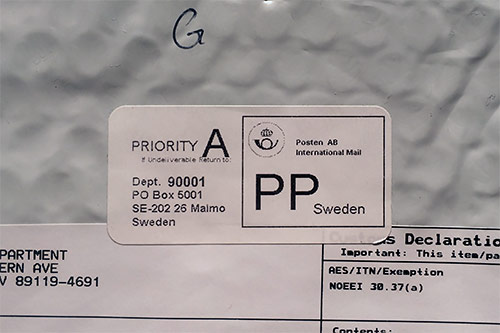 G
PRIORITY A
If Undeliverable Return to:
Dept. 90001
PO Box 5001
SE-202 26 Malmo
Sweden
Posten AB
International Mail
PP Sweden
PARTMENT
ERN AVE
V 89119-4691
Customs Declaratio
Important: This item/pa
AES/ITN/Exemption
NOEEI 30.37(a)
Contents: